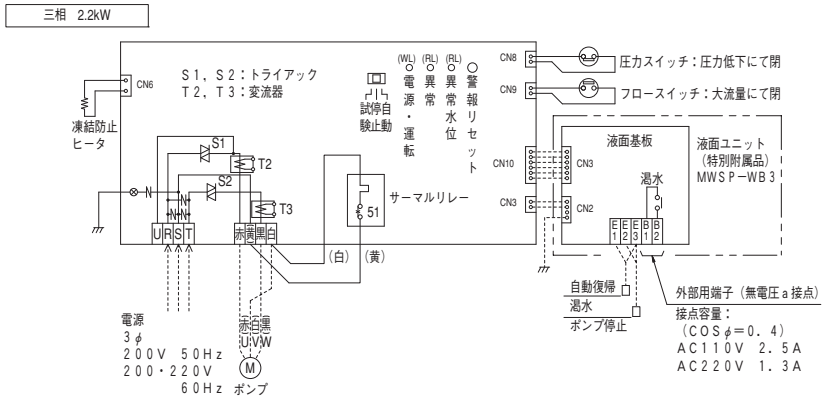 三相 2.2kW
CN6
凍結防止
ヒータ
S1, S2：トライアック
T2, T3：変流器
試験
停止
自動
(WL)
電源・運転
(RL)
異常
(RL)
異常水位
警報リセット
CN8
圧力スイッチ：圧力低下にて閉
CN9
フロースイッチ：大流量にて閉
CN10
CN3
CN3
CN2
液面基板
渇水
液面ユニット
(特別附属品)
MWSP－WB3
S1
T2
S2
T3
51
サーマルリレー
U R S T
赤 黄 黒 白
(白) (黄)
E1 E2 E3 B1 B2
自動復帰
渇水
ポンプ停止
外部用端子（無電圧a接点）
接点容量：
(COSφ＝0.4)
AC110V 2.5A
AC220V 1.3A
電源
3φ
200V 50Hz
200・220V
60Hz
(赤) (白) (黒)
U V W
M
ポンプ